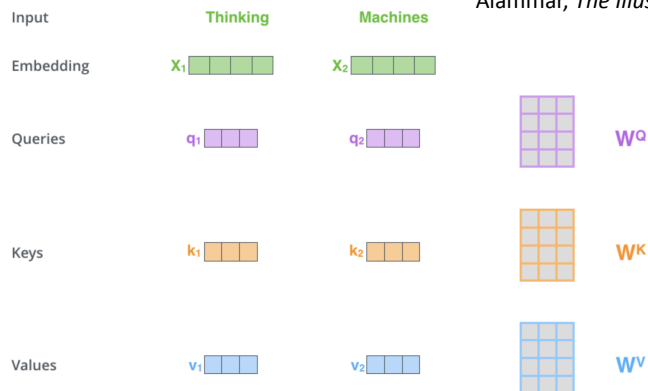 Alammar, The Illus
Input Thinking Machines
Embedding X1 X2
Queries q1 q2 WQ
Keys k1 k2 WK
Values v1 v2 WV